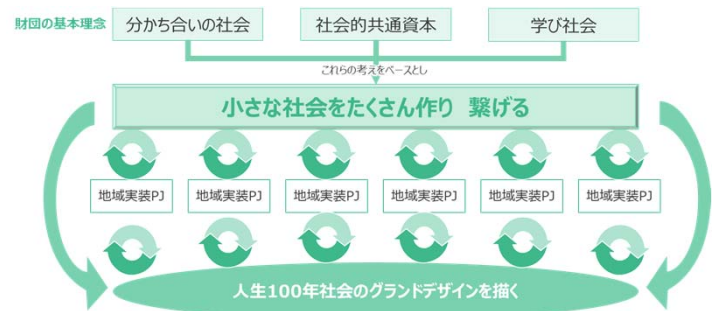 財団の基本理念
分かち合いの社会
社会的共通資本
学び社会
これらの考えをベースとし
小さな社会をたくさん作り 繋げる
地域実装PJ
地域実装PJ
地域実装PJ
地域実装PJ
地域実装PJ
地域実装PJ
人生100年社会のグランドデザインを描く